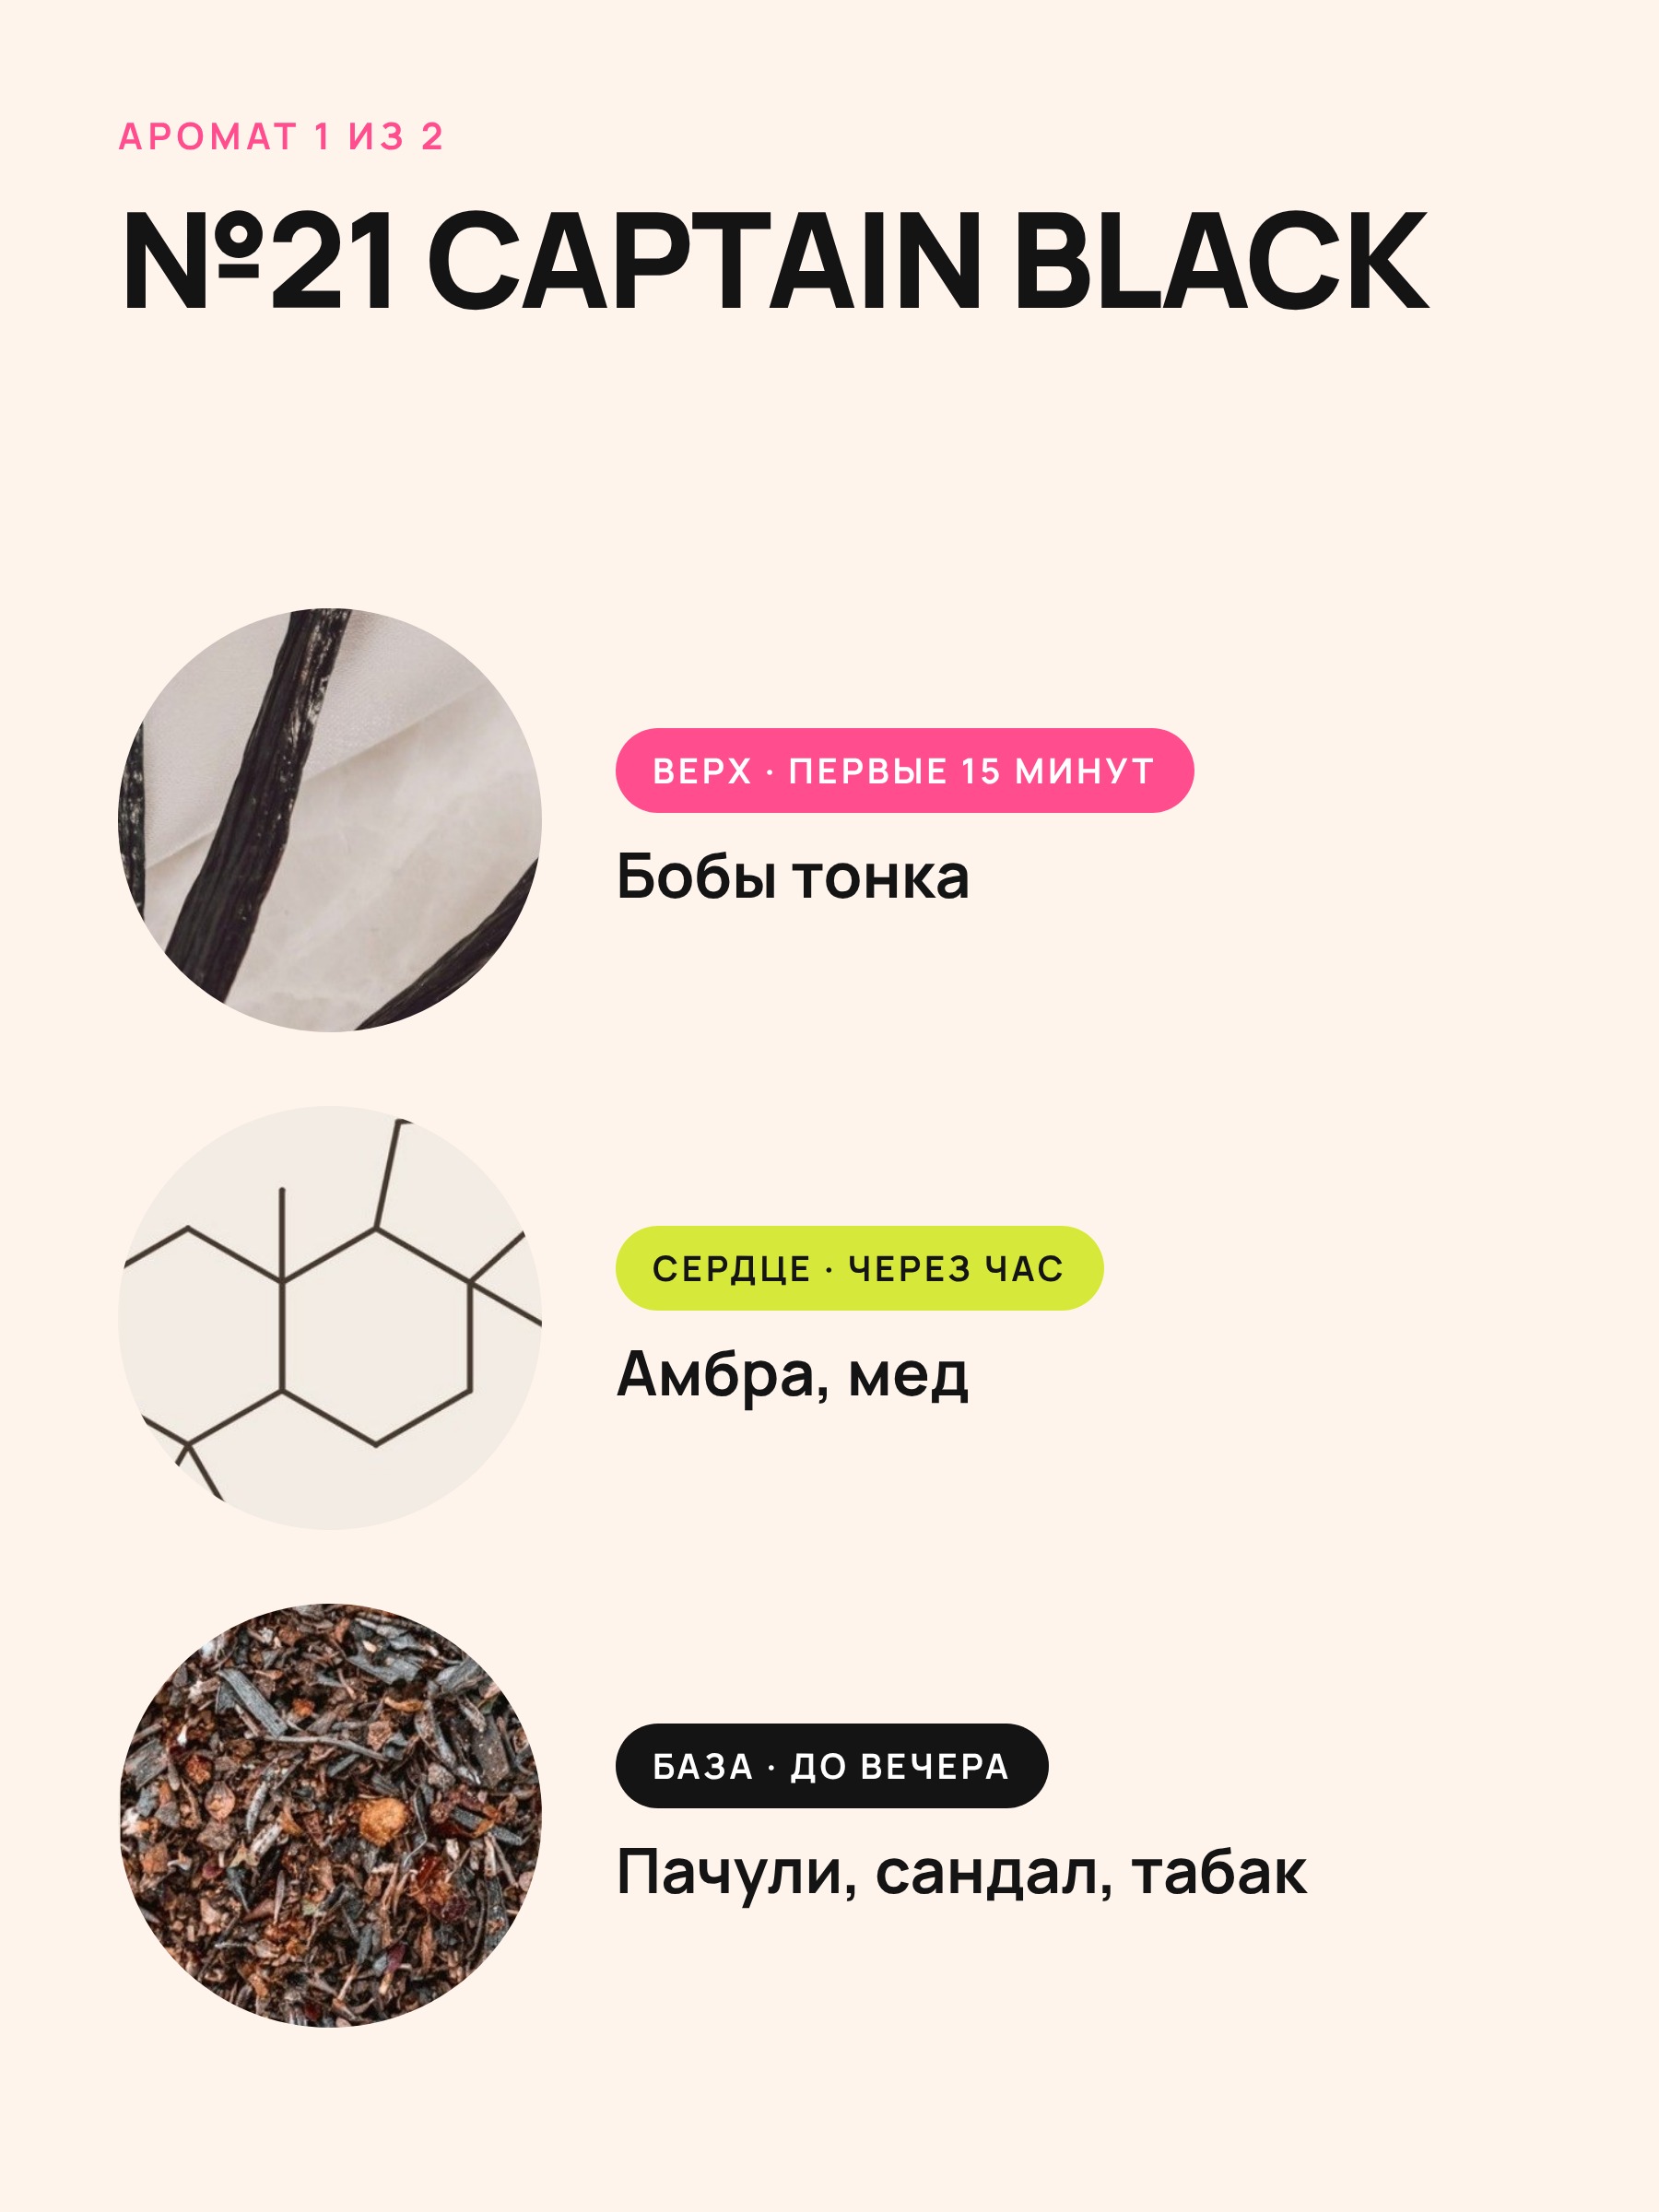 АРОМАТ 1 ИЗ 2
№21 CAPTAIN BLACK
ВЕРХ · ПЕРВЫЕ 15 МИНУТ
Бобы тонка
СЕРДЦЕ · ЧЕРЕЗ ЧАС
Амбра, мед
БАЗА · ДО ВЕЧЕРА
Пачули, сандал, табак